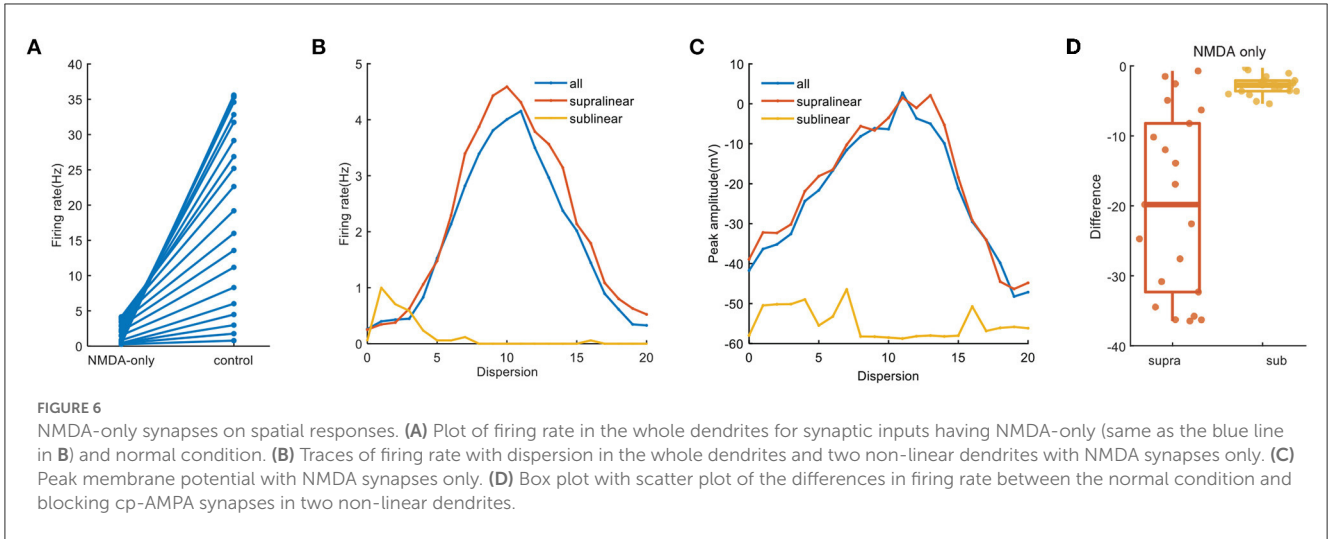 A
Firing rate(Hz)
40
35
30
25
20
15
10
5
0
NMDA-only
control
B
Firing rate(Hz)
5
4
3
2
1
0
all
supralinear
sublinear
0
5
10
15
20
Dispersion
C
Peak amplitude(mV)
10
0
-10
-20
-30
-40
-50
-60
all
supralinear
sublinear
0
5
10
15
20
Dispersion
D
NMDA only
Difference
0
-10
-20
-30
-40
supra
sub
FIGURE 6
NMDA-only synapses on spatial responses. (A) Plot of firing rate in the whole dendrites for synaptic inputs having NMDA-only (same as the blue line
in B) and normal condition. (B) Traces of firing rate with dispersion in the whole dendrites and two non-linear dendrites with NMDA synapses only. (C)
Peak membrane potential with NMDA synapses only. (D) Box plot with scatter plot of the differences in firing rate between the normal condition and
blocking cp-AMPA synapses in two non-linear dendrites.